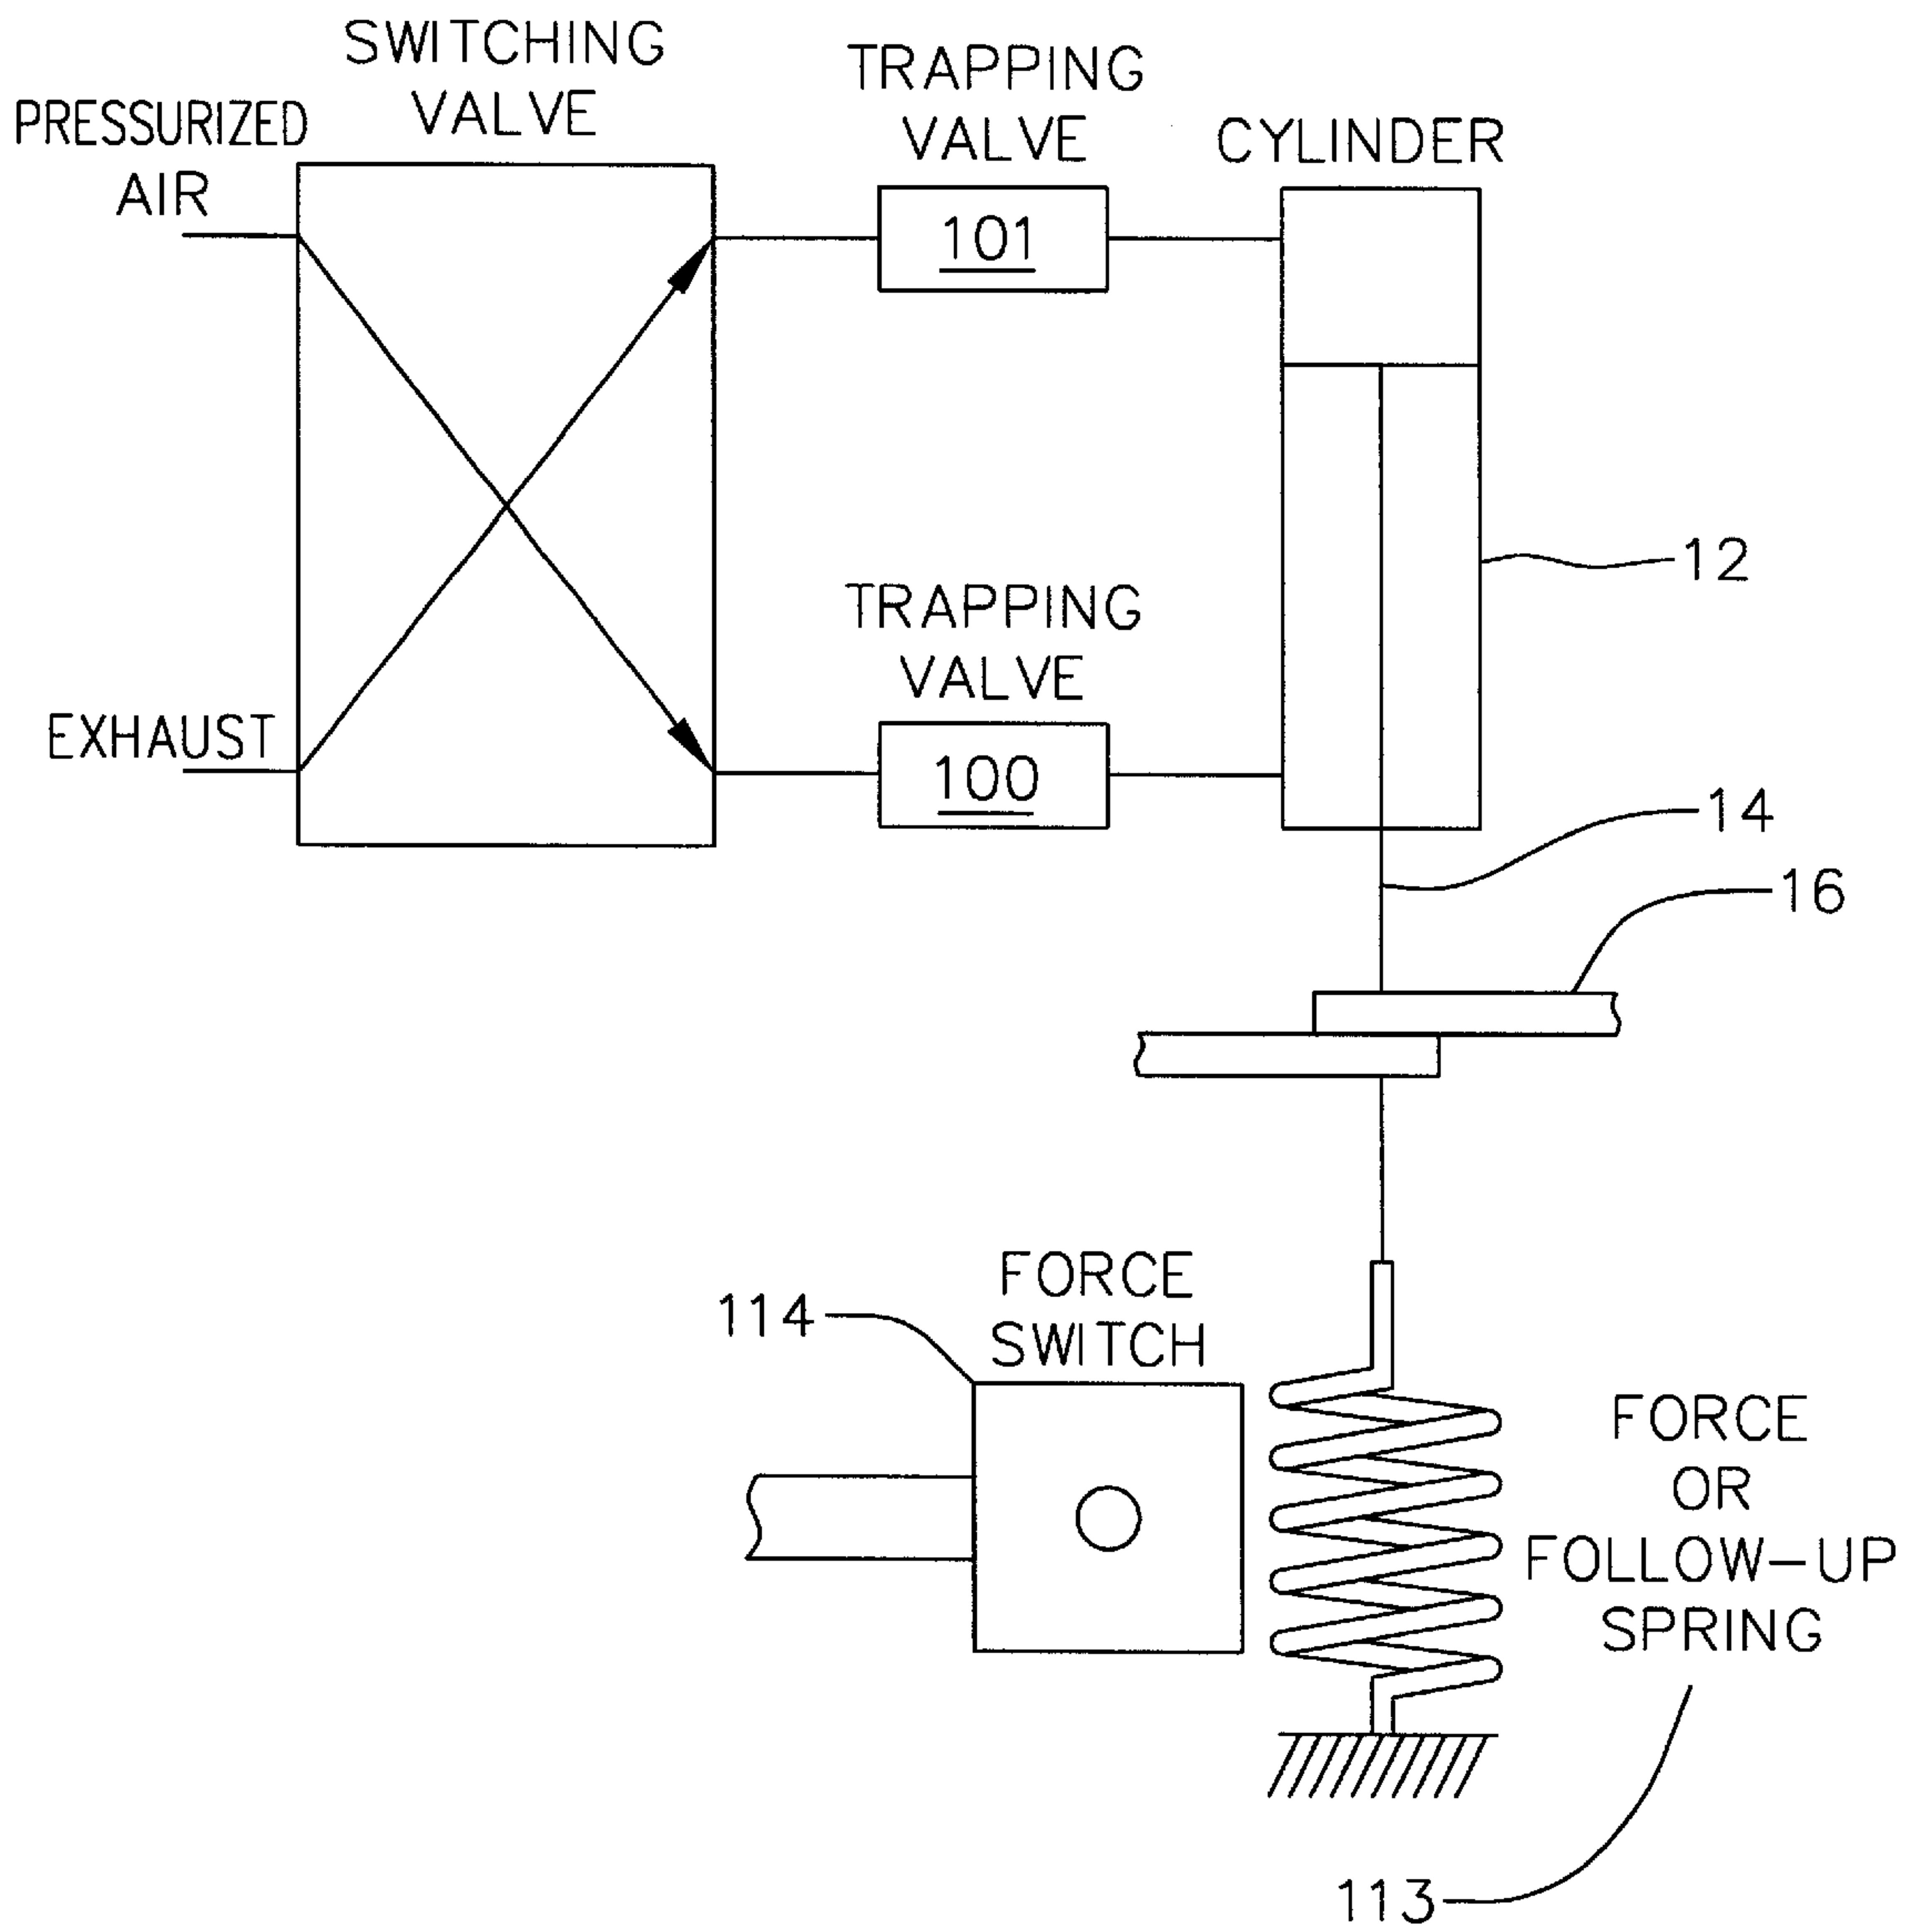 SWITCHING
VALVE
PRESSURIZED
AIR
TRAPPING
VALVE
CYLINDER
101
12
TRAPPING
VALVE
EXHAUST
100
14
16
FORCE
SWITCH
114
FORCE
OR
FOLLOW-UP
SPRING
113